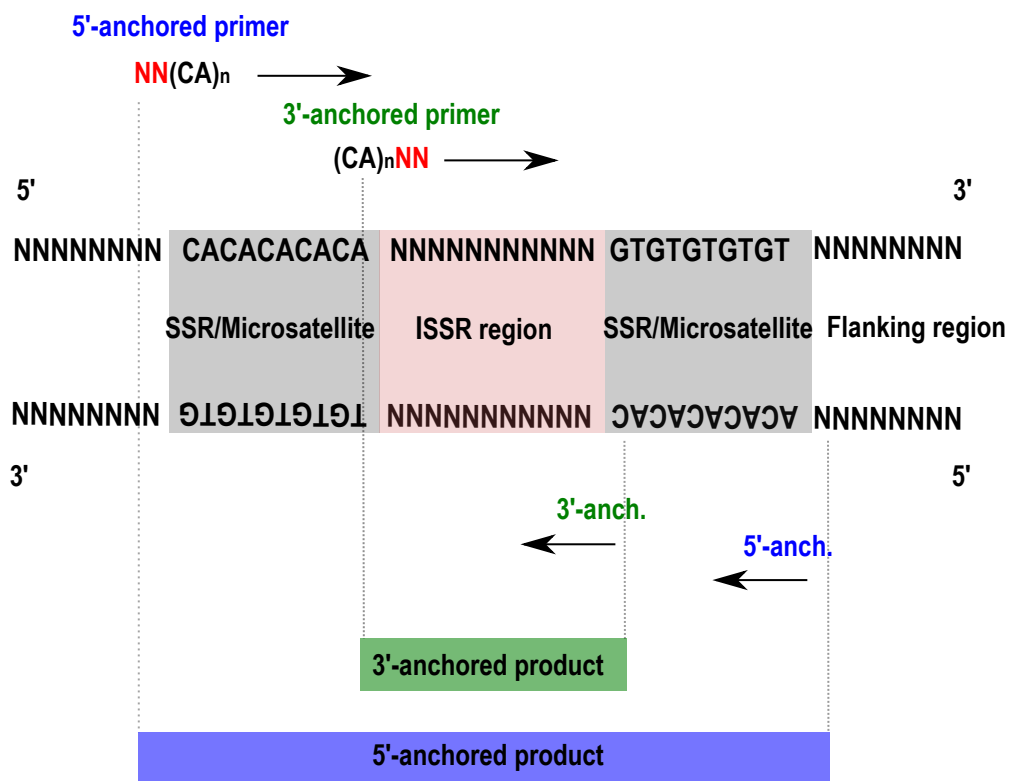 5'-anchored primer
NN(CA)n
3'-anchored primer
(CA)nNN
5' 3'
NNNNNNNN CACACACACA NNNNNNNNNNN GTGTGTGTGT NNNNNNNN
SSR/Microsatellite ISSR region SSR/Microsatellite Flanking region
NNNNNNNN GTGTGTGTGT NNNNNNNNNNN CACACACACA NNNNNNNN
3' 5'
3'-anch.
5'-anch.
3'-anchored product
5'-anchored product